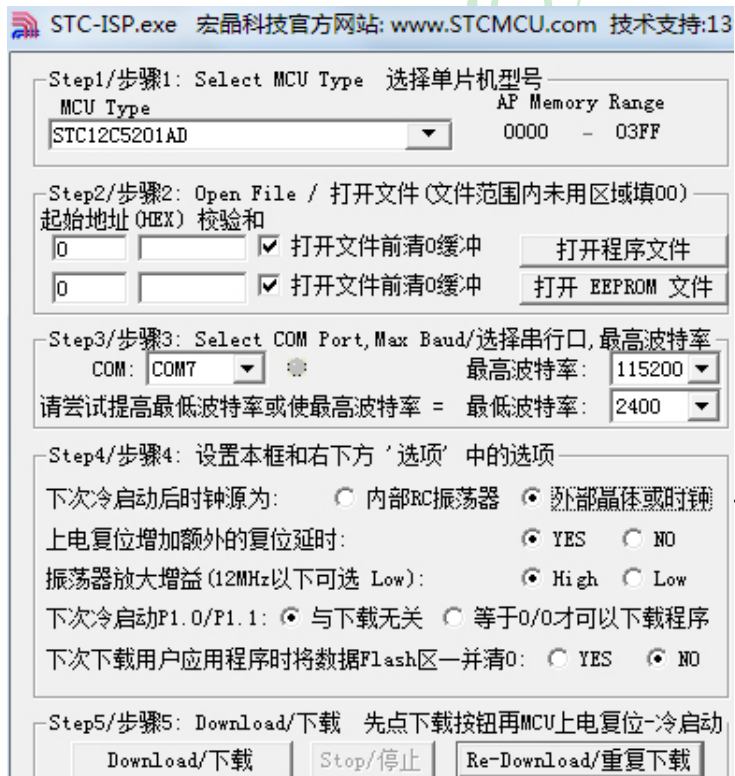 STC-ISP.exe 宏晶科技官方网站: www.STCMCU.com 技术支持:13
Step1/步骤1: Select MCU Type 选择单片机型号
MCU Type AP Memory Range
STC12C5201AD 0000 - 03FF
Step2/步骤2: Open File / 打开文件(文件范围内未用区域填00)
起始地址(HEX) 校验和
0 打开文件前清0缓冲 打开程序文件
0 打开文件前清0缓冲 打开 EEPROM 文件
Step3/步骤3: Select COM Port,Max Baud/选择串行口,最高波特率
COM: COM7 最高波特率: 115200
请尝试提高最低波特率或使最高波特率 = 最低波特率: 2400
Step4/步骤4: 设置本框和右下方 '选项' 中的选项
下次冷启动后时钟源为: 内部RC振荡器 外部晶体或时钟
上电复位增加额外的复位延时: YES NO
振荡器放大增益(12MHz以下可选 Low): High Low
下次冷启动P1.0/P1.1: 与下载无关 等于0/0才可以下载程序
下次下载用户应用程序时将数据Flash区一并清0: YES NO
Step5/步骤5: Download/下载 先点下载按钮再MCU上电复位-冷启动
Download/下载 Stop/停止 Re-Download/重复下载